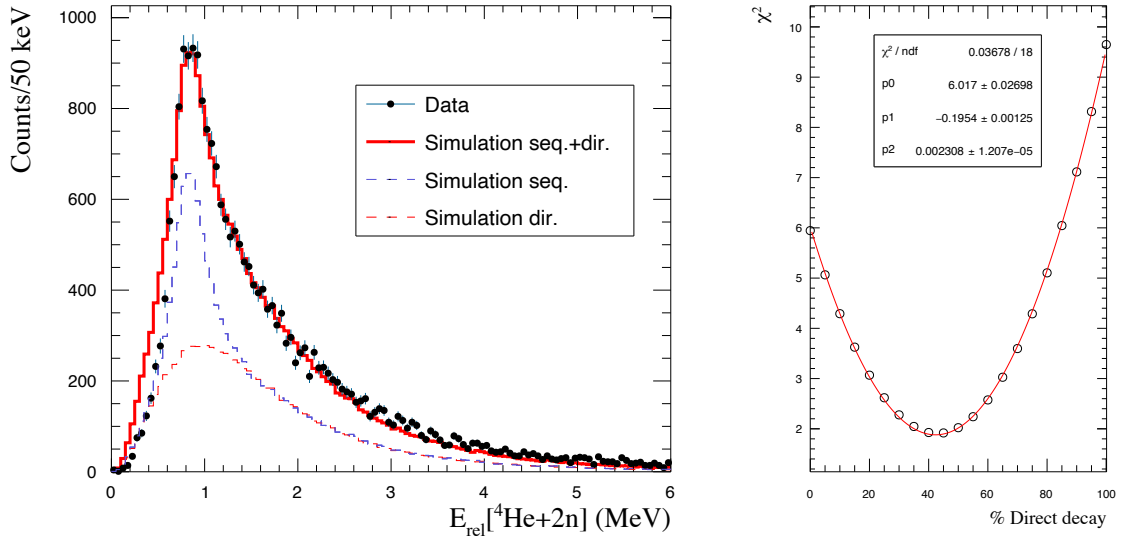 Counts/50 keV
1000
800
600
400
200
0
0 1 2 3 4 5 6
E_rel[⁴He+2n] (MeV)
Data
Simulation seq.+dir.
Simulation seq.
Simulation dir.
χ²
10
9
8
7
6
5
4
3
2
0 20 40 60 80 100
% Direct decay
χ² / ndf 0.03678 / 18
p0 6.017 ± 0.02698
p1 −0.1954 ± 0.00125
p2 0.002308 ± 1.207e−05